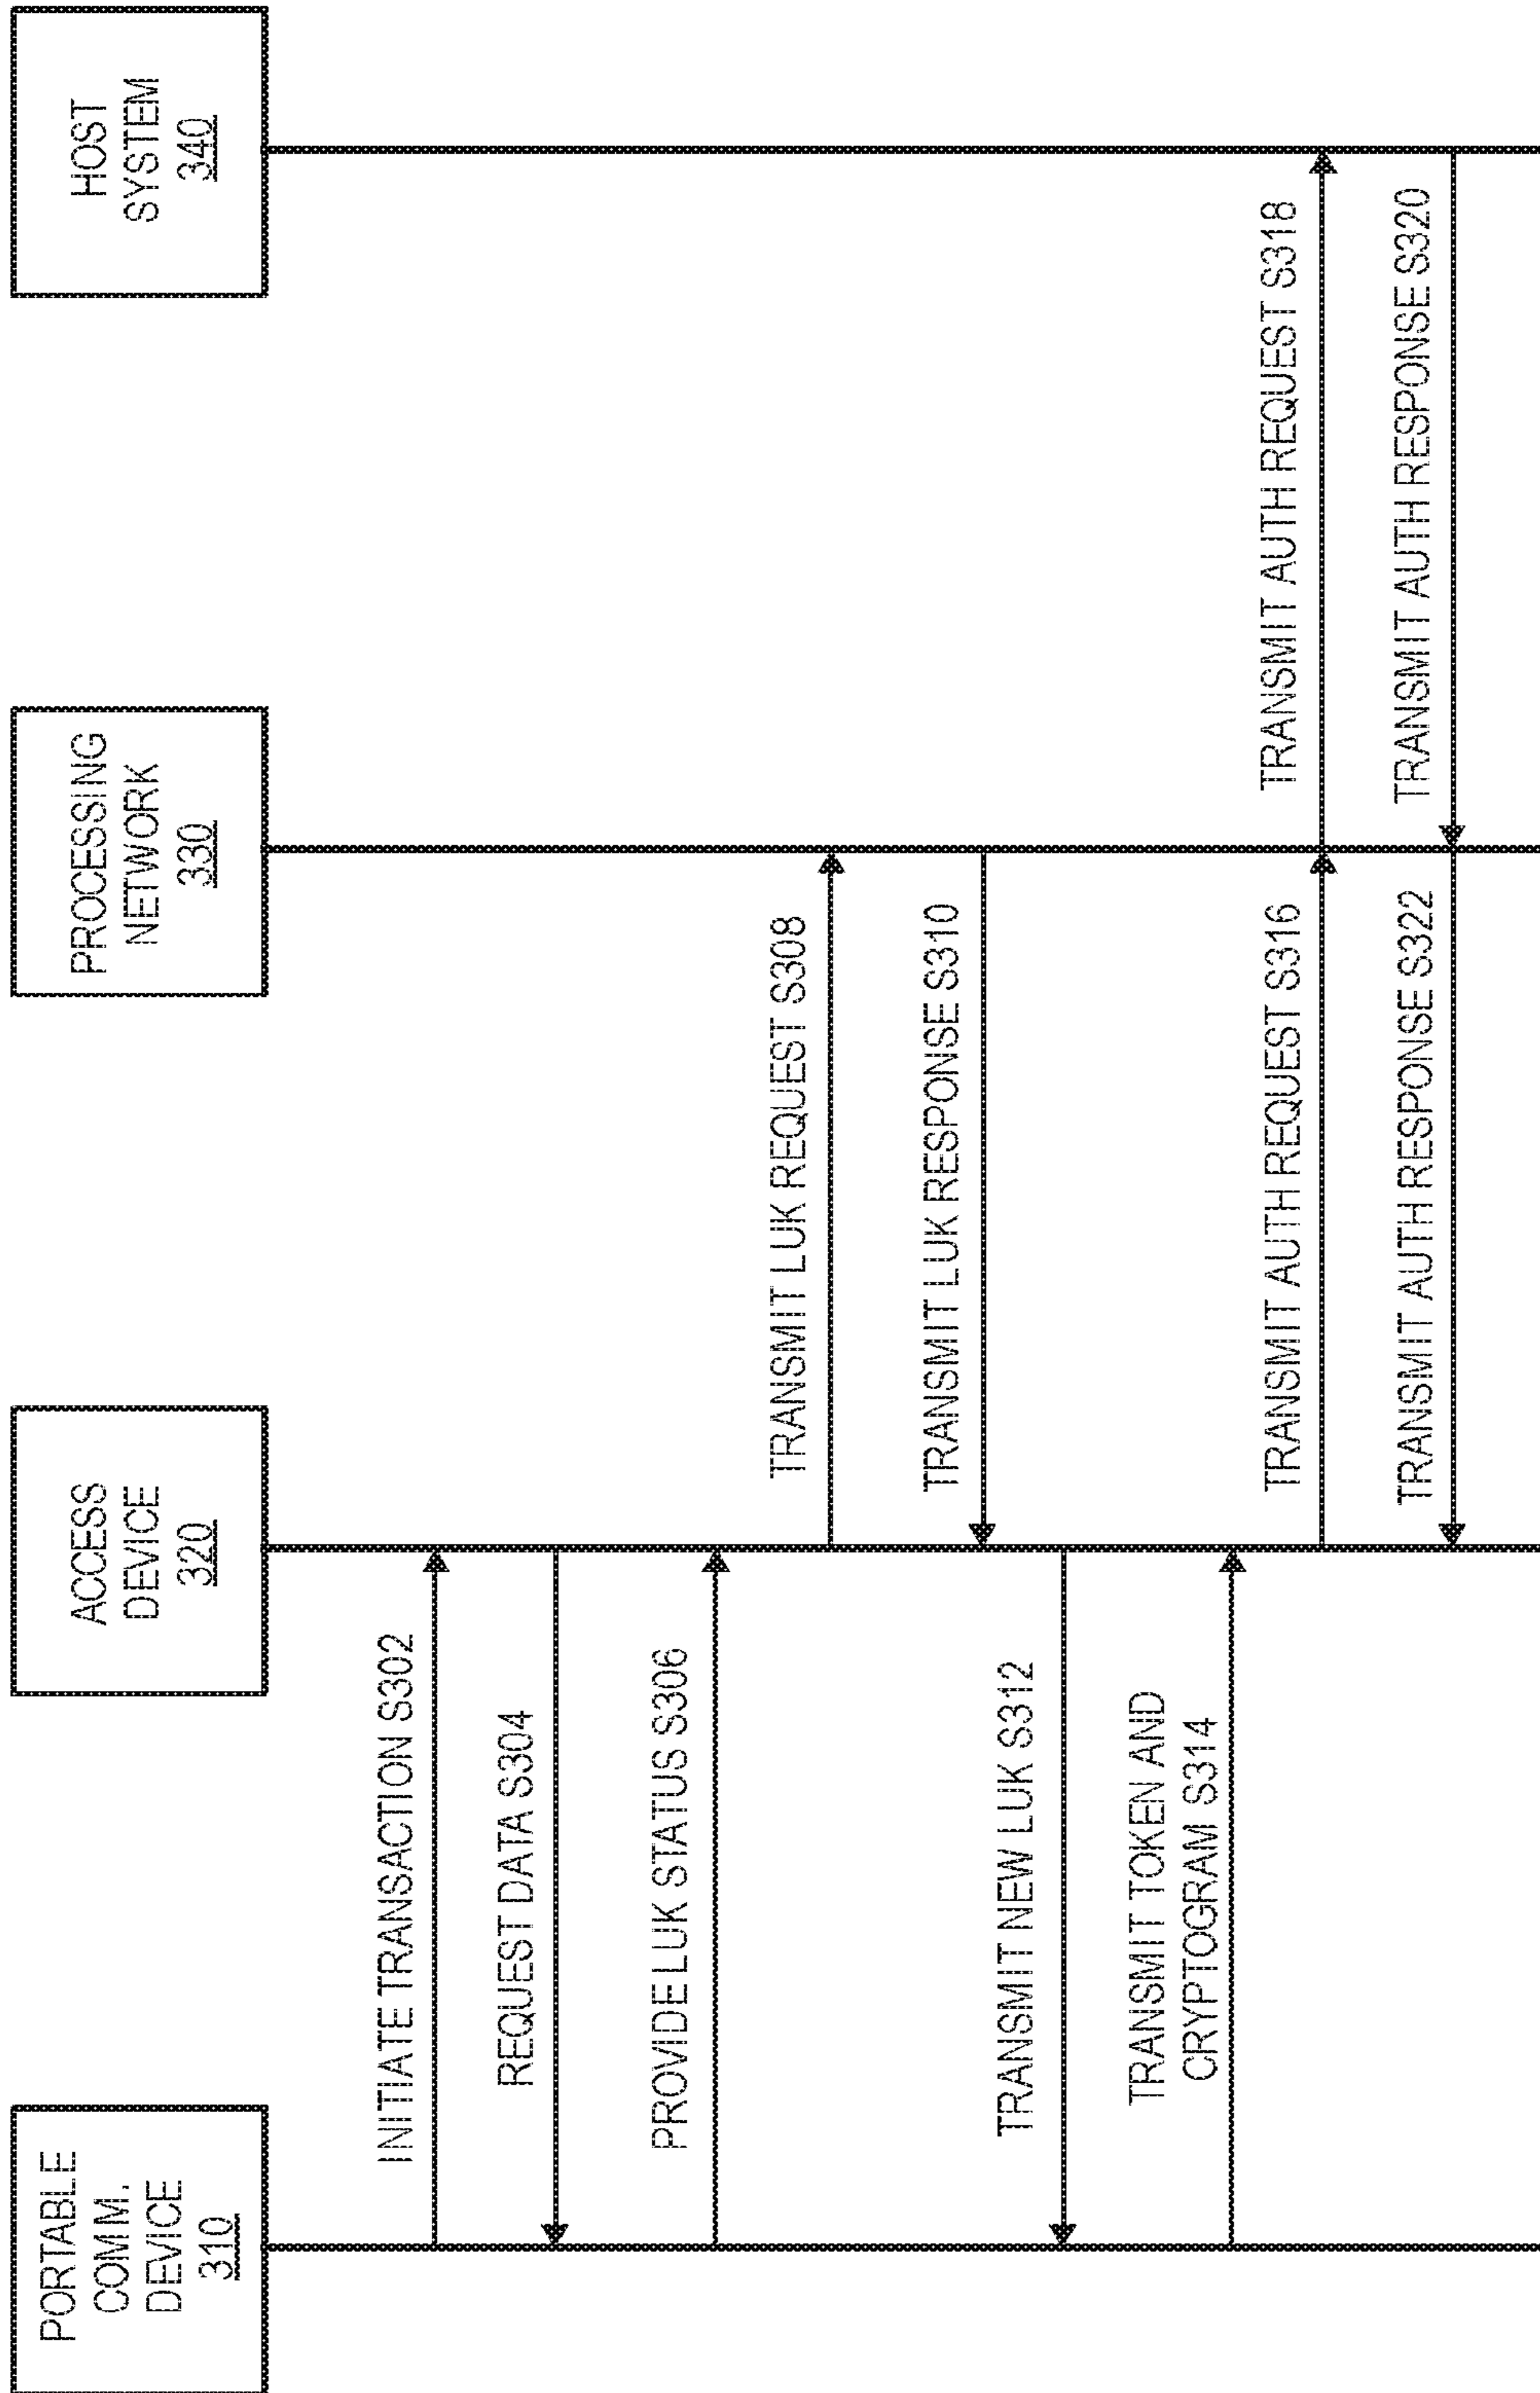 PORTABLE
COMM.
DEVICE
310
ACCESS
DEVICE
320
PROCESSING
NETWORK
330
HOST
SYSTEM
340
INITIATE TRANSACTION S302
REQUEST DATA S304
PROVIDE LUK STATUS S306
TRANSMIT LUK REQUEST S308
TRANSMIT LUK RESPONSE S310
TRANSMIT NEW LUK S312
TRANSMIT TOKEN AND
CRYPTOGRAM S314
TRANSMIT AUTH REQUEST S316
TRANSMIT AUTH REQUEST S318
TRANSMIT AUTH RESPONSE S320
TRANSMIT AUTH RESPONSE S322